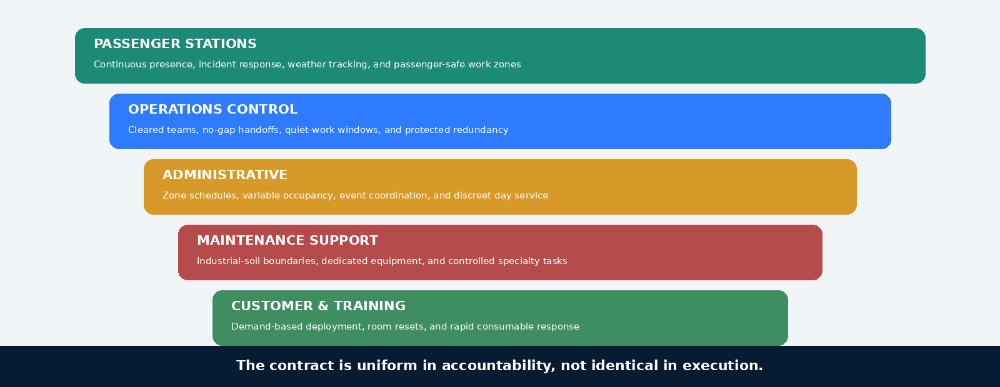 PASSENGER STATIONS
Continuous presence, incident response, weather tracking, and passenger-safe work zones
OPERATIONS CONTROL
Cleared teams, no-gap handoffs, quiet-work windows, and protected redundancy
ADMINISTRATIVE
Zone schedules, variable occupancy, event coordination, and discreet day service
MAINTENANCE SUPPORT
Industrial-soil boundaries, dedicated equipment, and controlled specialty tasks
CUSTOMER & TRAINING
Demand-based deployment, room resets, and rapid consumable response
The contract is uniform in accountability, not identical in execution.